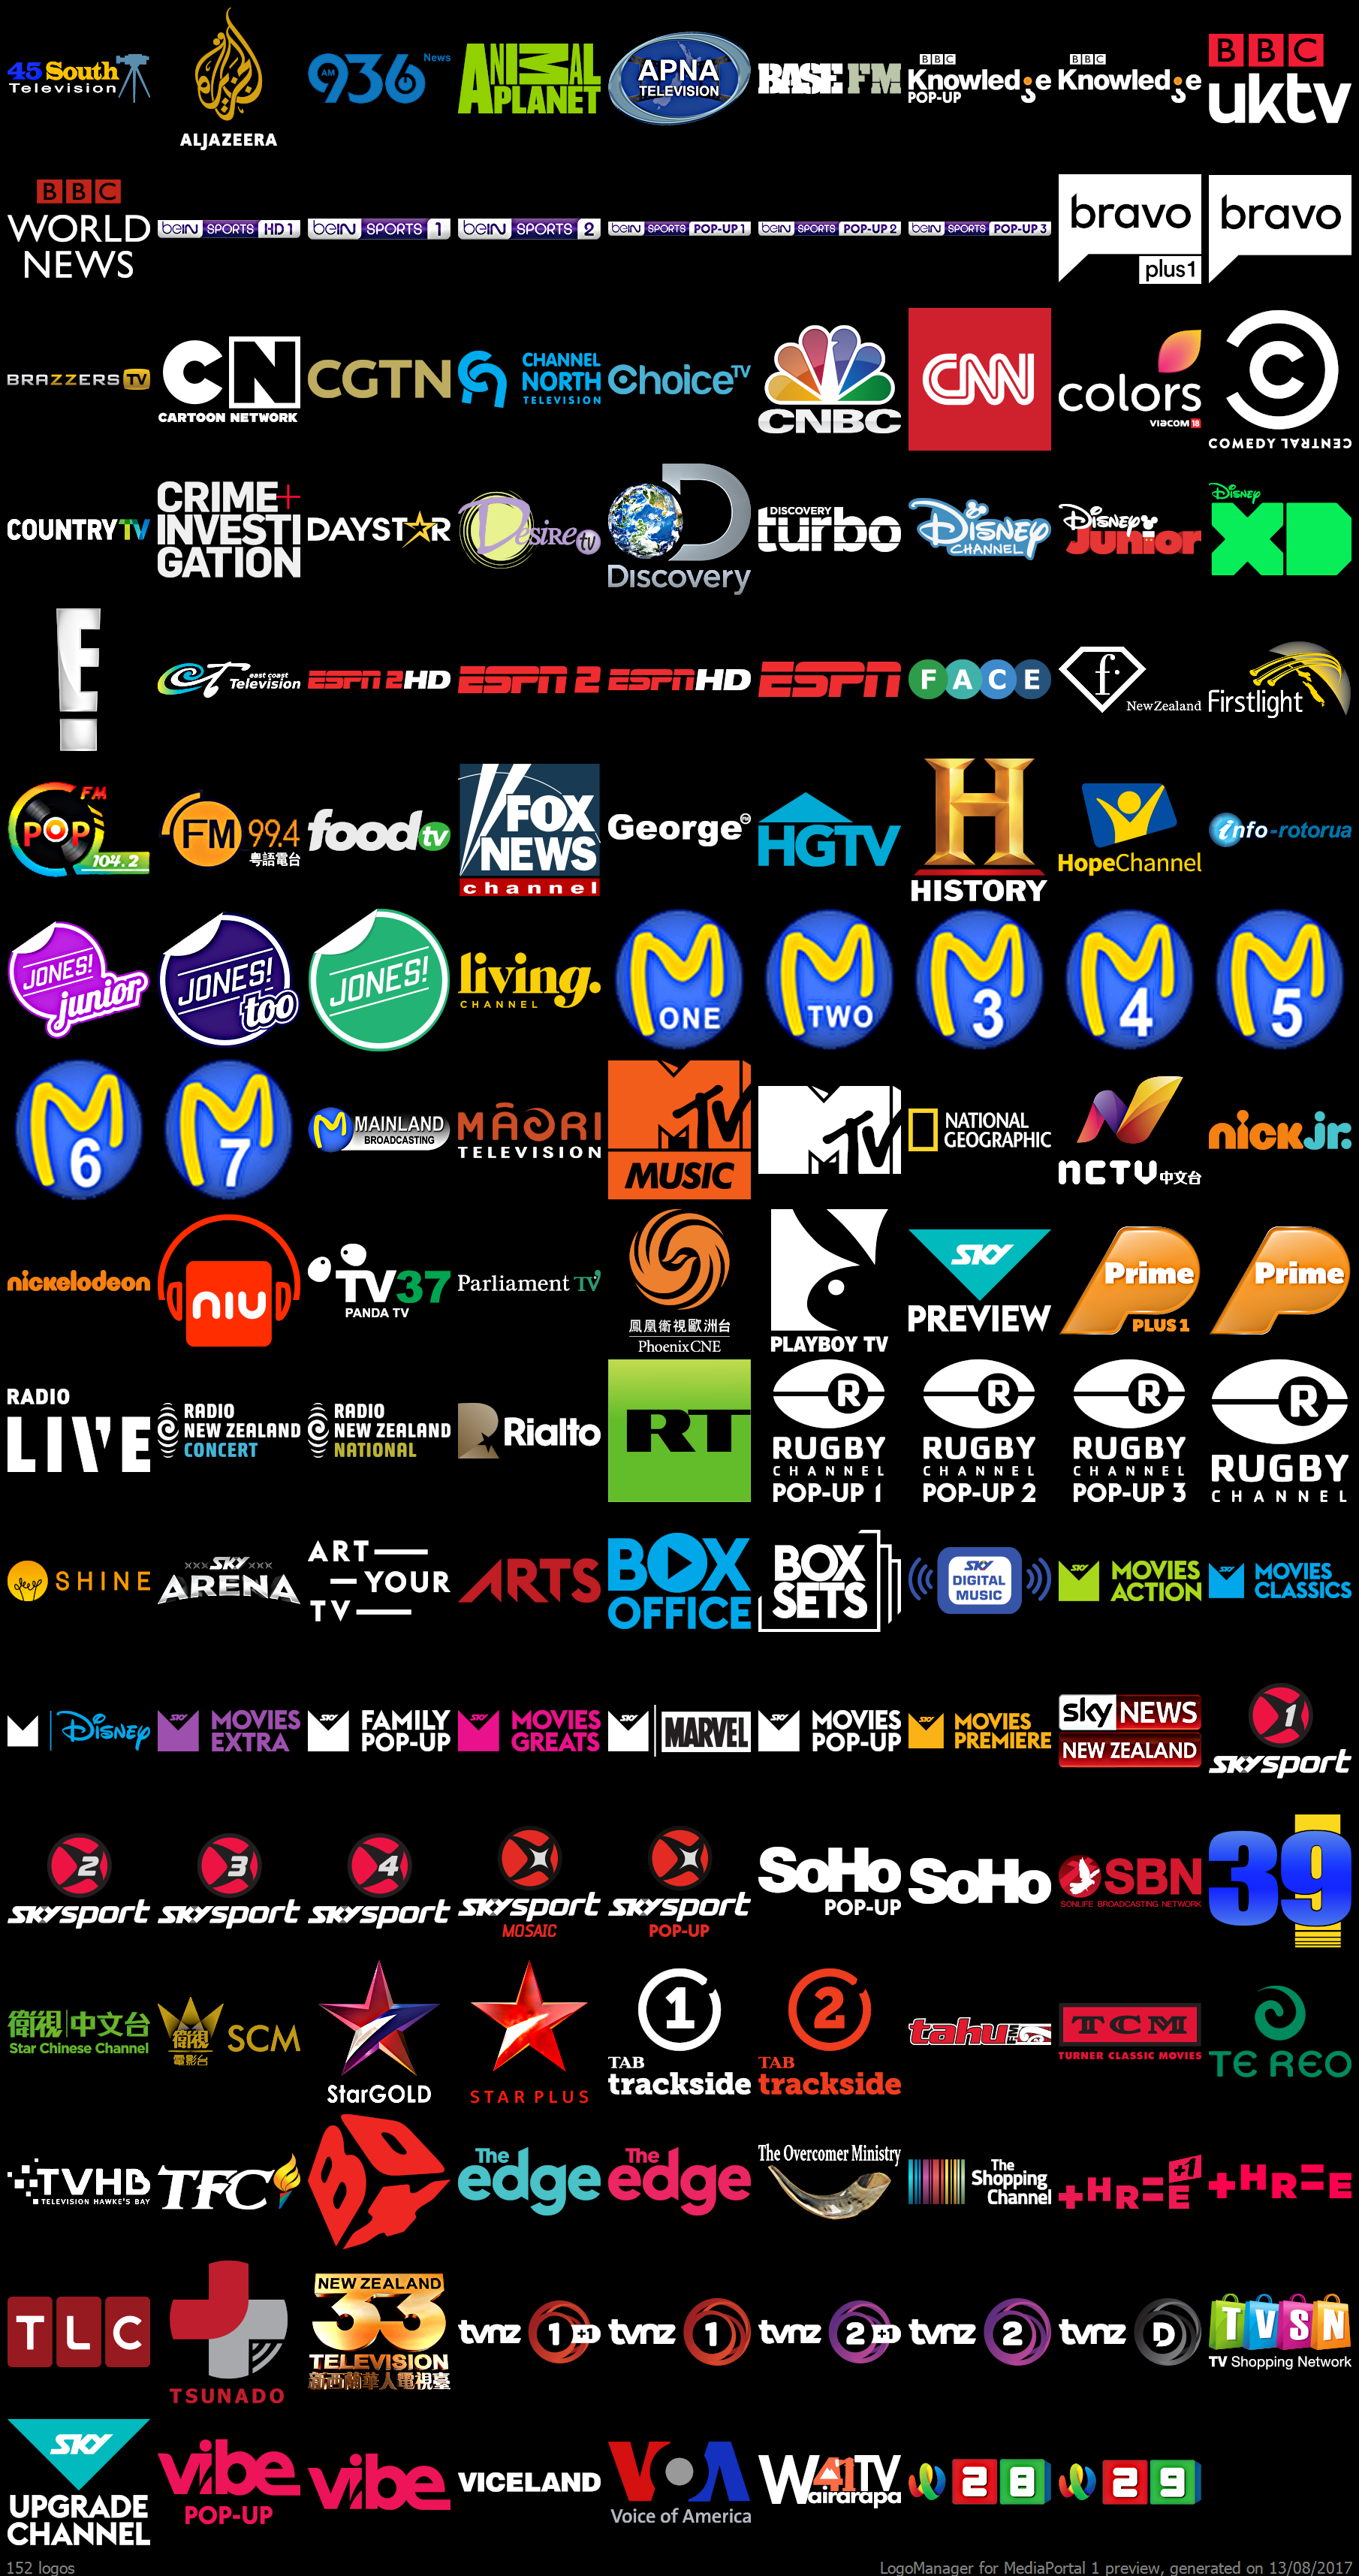 45 South
Television
ALJAZEERA
AM 936 News
ANIMAL
PLANET
APNA
TELEVISION
BASE FM
BBC
Knowledge
POP-UP
BBC
Knowledge
BBC
uktv
BBC
WORLD
NEWS
beIN SPORTS HD 1
beIN SPORTS 1
beIN SPORTS 2
beIN SPORTS POP-UP 1
beIN SPORTS POP-UP 2
beIN SPORTS POP-UP 3
bravo
plus1
bravo
BRAZZERS TV
CN
CARTOON NETWORK
CGTN
CHANNEL
NORTH
TELEVISION
Choice TV
CNBC
CNN
colors
VIACOM 18
C
COMEDY CENTRAL
COUNTRY TV
CRIME+
INVESTI
GATION
DAYSTAR
Desire tv
D
Discovery
DISCOVERY
turbo
Disney
CHANNEL
Disney
Junior
Disney
XD
E!
east coast
CT Television
ESPN 2 HD
ESPN 2
ESPN HD
ESPN
FACE
f.
New Zealand
Firstlight
FM
POP
104.2
FM 99.4
粵語電台
food tv
FOX
NEWS
channel
George FM
HGTV
H
HISTORY
HopeChannel
info-rotorua
JONES!
junior
JONES!
too
JONES!
living.
CHANNEL
M
ONE
M
TWO
M
3
M
4
M
5
M
6
M
7
M MAINLAND
BROADCASTING
MĀORI
TELEVISION
MTV
MUSIC
MTV
NATIONAL
GEOGRAPHIC
NCTV 中文台
nick jr.
nickelodeon
niu
TV37
PANDA TV
Parliament TV
鳳凰衛視歐洲台
Phoenix CNE
PLAYBOY TV
SKY
PREVIEW
Prime
PLUS 1
Prime
RADIO
LIVE
RADIO
NEW ZEALAND
CONCERT
RADIO
NEW ZEALAND
NATIONAL
R Rialto
RT
R
RUGBY
CHANNEL
POP-UP 1
R
RUGBY
CHANNEL
POP-UP 2
R
RUGBY
CHANNEL
POP-UP 3
R
RUGBY
CHANNEL
SHINE
xxx SKY xxx
ARENA
ART
YOUR
TV
ARTS
BOX
OFFICE
BOX
SETS
SKY
DIGITAL
MUSIC
SKY MOVIES
ACTION
SKY MOVIES
CLASSICS
Disney
SKY MOVIES
EXTRA
SKY FAMILY
POP-UP
SKY MOVIES
GREATS
SKY MARVEL
SKY MOVIES
POP-UP
SKY MOVIES
PREMIERE
sky NEWS
NEW ZEALAND
1
SKY sport
2
SKY sport
3
SKY sport
4
SKY sport
SKY sport
MOSAIC
SKY sport
POP-UP
SoHo
POP-UP
SoHo
SBN
SONLIFE BROADCASTING NETWORK
39
衛視|中文台
Star Chinese Channel
衛視
電影台
SCM
StarGOLD
STAR PLUS
1
TAB
trackside
2
TAB
trackside
tahu FM
TCM
TURNER CLASSIC MOVIES
TE REO
TVHB
TELEVISION HAWKE'S BAY
TFC
The
edge
The
edge
The Overcomer Ministry
The
Shopping
Channel
+HR=E +1
+HR=E
TLC
TSUNADO
NEW ZEALAND
33
TELEVISION
新西蘭華人電視臺
tvnz 1 +1
tvnz 1
tvnz 2 +1
tvnz 2
tvnz D
TVSN
TV Shopping Network
SKY
UPGRADE
CHANNEL
vibe
POP-UP
vibe
VICELAND
VOA
Voice of America
W 41 TV
airarapa
28
29
152 logos
LogoManager for MediaPortal 1 preview, generated on 13/08/2017